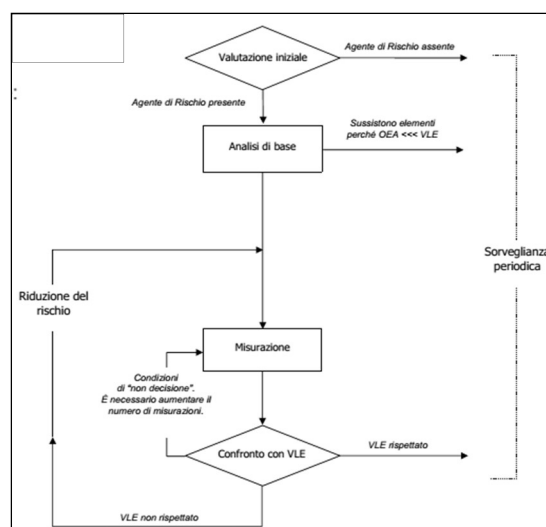 :
Valutazione iniziale
Agente di Rischio assente
Agente di Rischio presente
Sussistono elementi
perché OEA <<< VLE
Analisi di base
Sorveglianza
periodica
Riduzione del
rischio
Misurazione
Condizioni
di "non decisione".
È necessario aumentare il
numero di misurazioni.
Confronto con VLE
VLE rispettato
VLE non rispettato